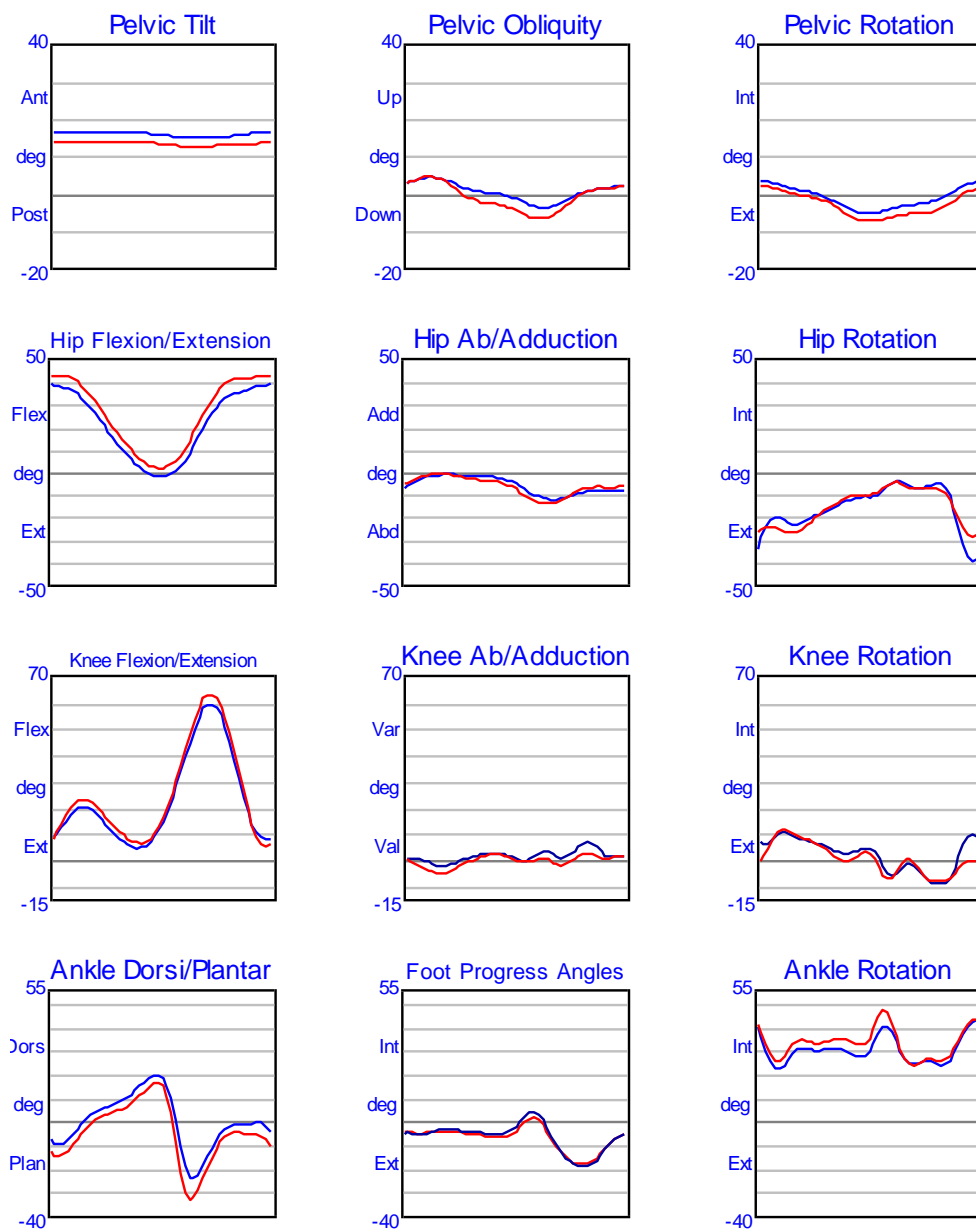 Pelvic Tilt
40
Ant
deg
Post
-20
Pelvic Obliquity
40
Up
deg
Down
-20
Pelvic Rotation
40
Int
deg
Ext
-20
Hip Flexion/Extension
50
Flex
deg
Ext
-50
Hip Ab/Adduction
50
Add
deg
Abd
-50
Hip Rotation
50
Int
deg
Ext
-50
Knee Flexion/Extension
70
Flex
deg
Ext
-15
Knee Ab/Adduction
70
Var
deg
Val
-15
Knee Rotation
70
Int
deg
Ext
-15
Ankle Dorsi/Plantar
55
Dors
deg
Plan
-40
Foot Progress Angles
55
Int
deg
Ext
-40
Ankle Rotation
55
Int
deg
Ext
-40